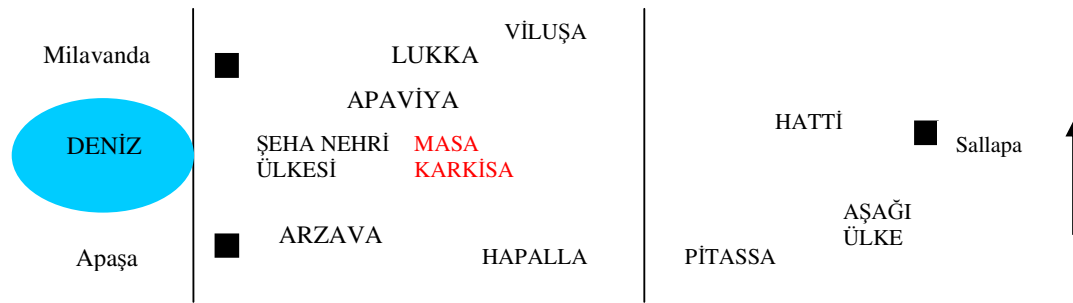 VİLUŞA
Milavanda
LUKKA
APAVİYA
HATTİ
DENİZ
ŞEHA NEHRİ
ÜLKESİ
MASA
KARKİSA
Sallapa
AŞAĞI
ÜLKE
ARZAVA
Apaşa
HAPALLA
PİTASSA